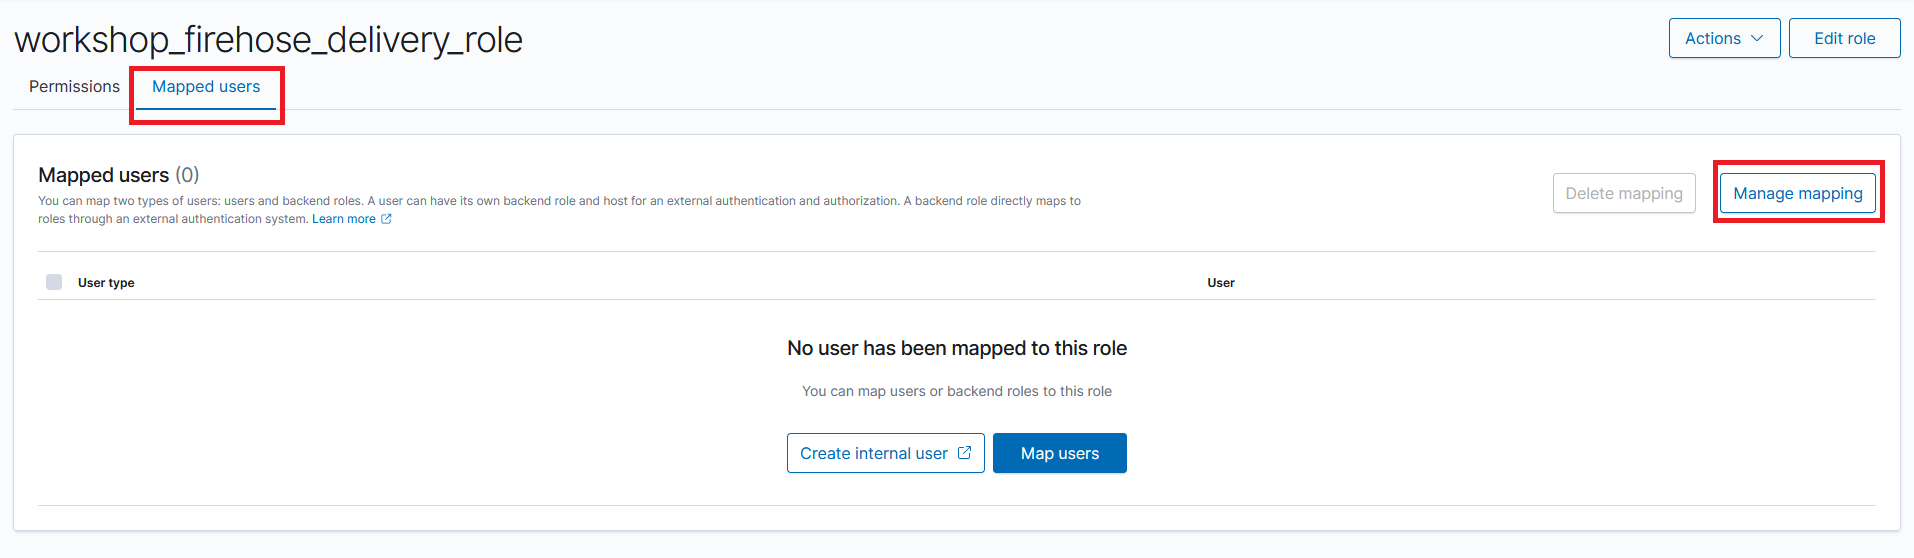 workshop_firehose_delivery_role
Actions
Edit role
Permissions
Mapped users
Mapped users (0)
You can map two types of users: users and backend roles. A user can have its own backend role and host for an external authentication and authorization. A backend role directly maps to
roles through an external authentication system. Learn more
Delete mapping
Manage mapping
User type
User
No user has been mapped to this role
You can map users or backend roles to this role
Create internal user
Map users